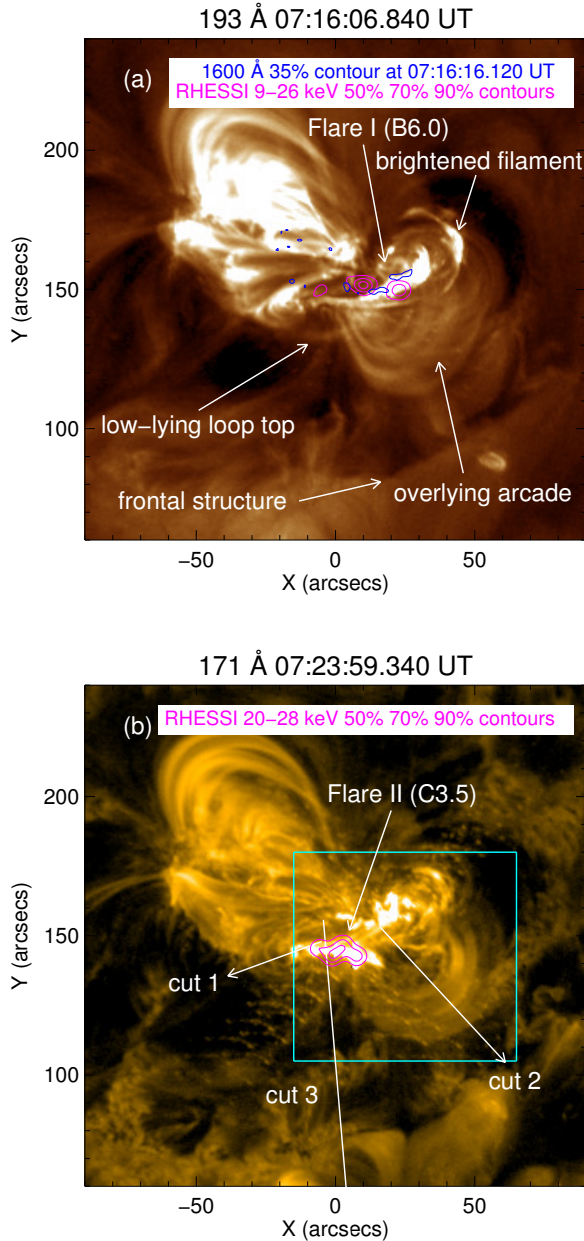 193 Å 07:16:06.840 UT
(a)
1600 Å 35% contour at 07:16:16.120 UT
RHESSI 9−26 keV 50% 70% 90% contours
Flare I (B6.0)
brightened filament
low−lying loop top
frontal structure
overlying arcade
200
150
100
Y (arcsecs)
−50 0 50
X (arcsecs)
171 Å 07:23:59.340 UT
(b)
RHESSI 20−28 keV 50% 70% 90% contours
Flare II (C3.5)
cut 1
cut 2
cut 3
200
150
100
Y (arcsecs)
−50 0 50
X (arcsecs)